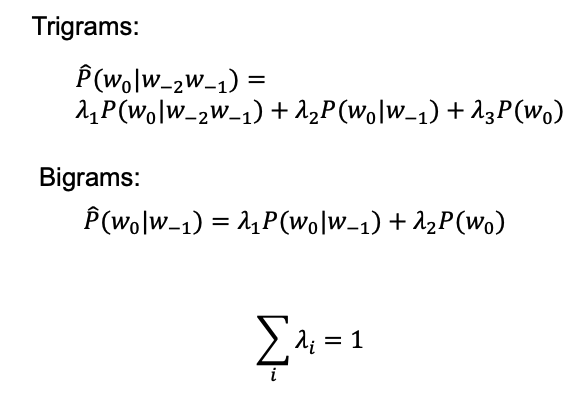 Trigrams:
P̂(w₀|w₋₂w₋₁) =
λ₁P(w₀|w₋₂w₋₁) + λ₂P(w₀|w₋₁) + λ₃P(w₀)
Bigrams:
P̂(w₀|w₋₁) = λ₁P(w₀|w₋₁) + λ₂P(w₀)
∑ᵢ λᵢ = 1